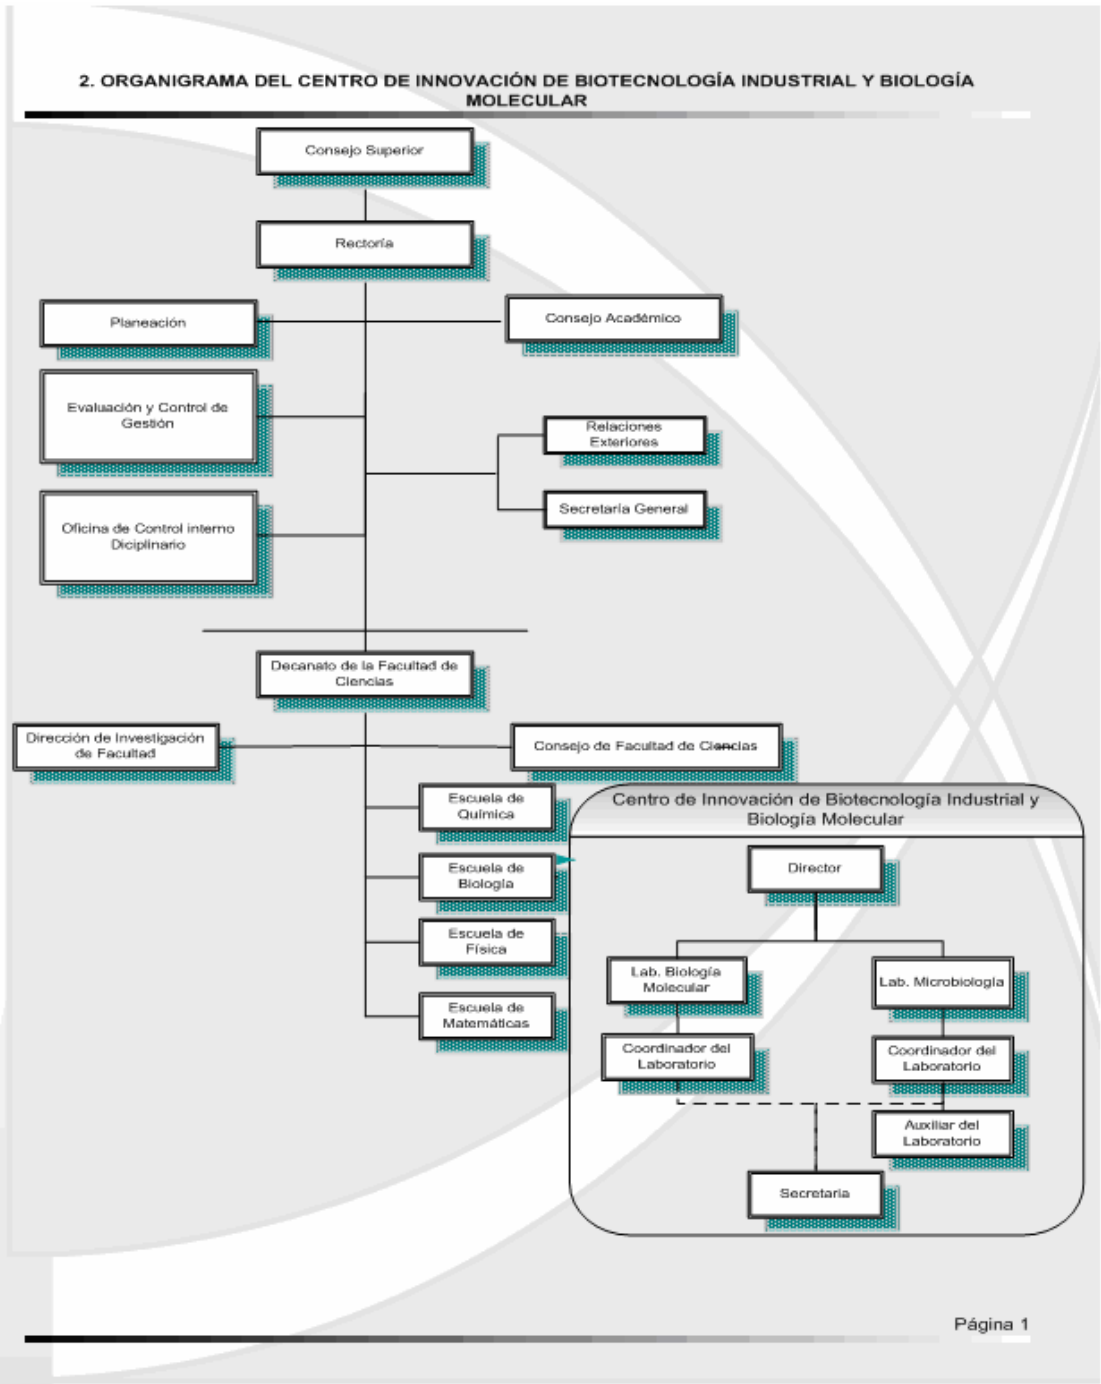 2. ORGANIGRAMA DEL CENTRO DE INNOVACIÓN DE BIOTECNOLOGÍA INDUSTRIAL Y BIOLOGÍA
MOLECULAR
Consejo Superior
Rectoría
Planeación
Consejo Académico
Evaluación y Control de
Gestión
Relaciones
Exteriores
Secretaría General
Oficina de Control interno
Diciplinario
Decanato de la Facultad de
Ciencias
Dirección de Investigación
de Facultad
Consejo de Facultad de Ciencias
Escuela de
Química
Escuela de
Biología
Escuela de
Física
Escuela de
Matemáticas
Centro de Innovación de Biotecnología Industrial y
Biología Molecular
Director
Lab. Biología
Molecular
Lab. Microbiología
Coordinador del
Laboratorio
Coordinador del
Laboratorio
Auxiliar del
Laboratorio
Secretaria
Página 1